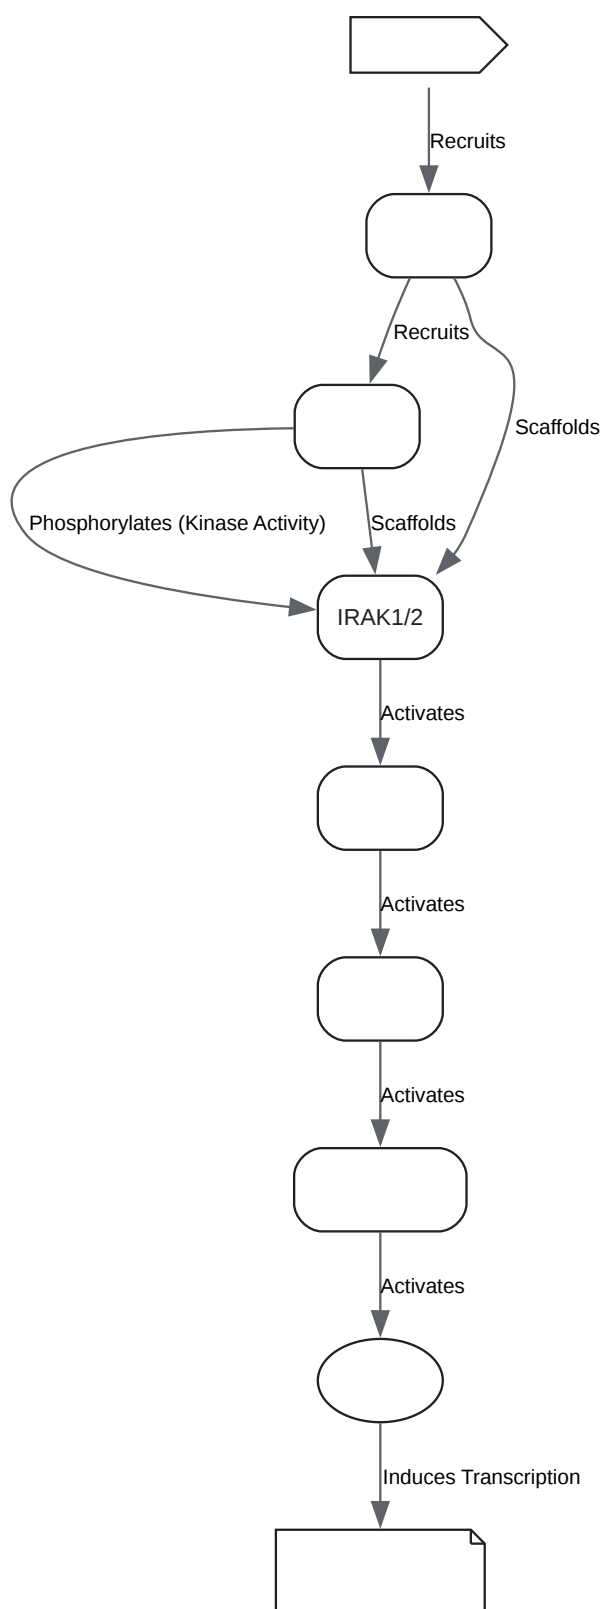 Recruits
Recruits
Scaffolds
Phosphorylates (Kinase Activity)
Scaffolds
IRAK1/2
Activates
Activates
Activates
Activates
Induces Transcription